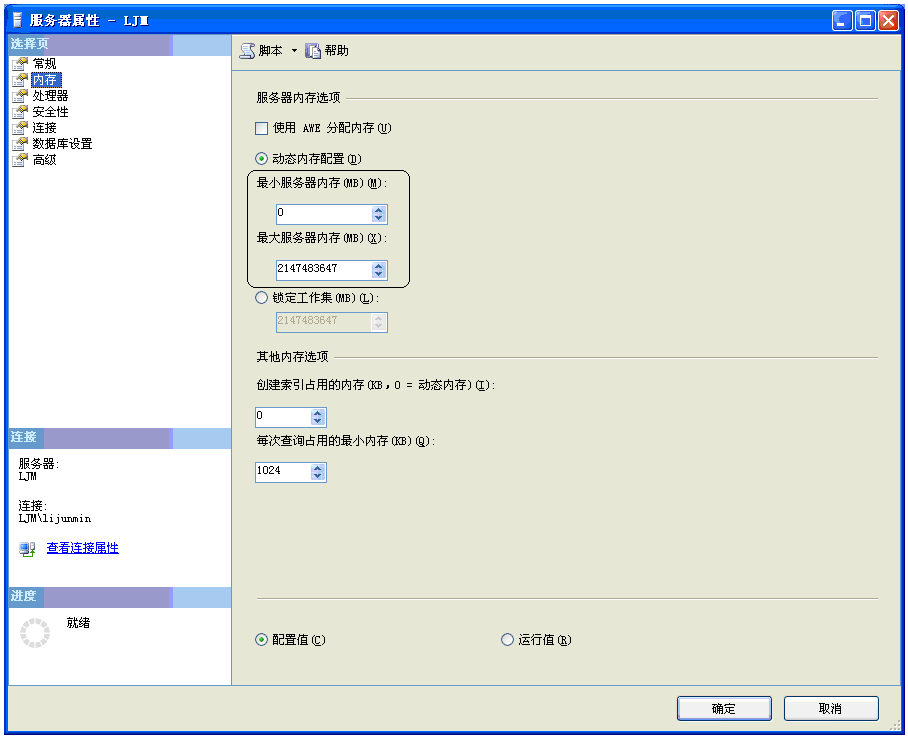 服务器属性 - LJM
选择页
常规
内存
处理器
安全性
连接
数据库设置
高级
连接
服务器:
LJM
连接:
LJM\lijunmin
查看连接属性
进度
就绪
脚本 帮助
服务器内存选项
使用 AWE 分配内存(U)
动态内存配置(D)
最小服务器内存(MB)(M):
0
最大服务器内存(MB)(X):
2147483647
锁定工作集(MB)(L):
2147483647
其他内存选项
创建索引占用的内存(KB，0 = 动态内存)(I):
0
每次查询占用的最小内存(KB)(Q):
1024
配置值(C) 运行值(R)
确定 取消